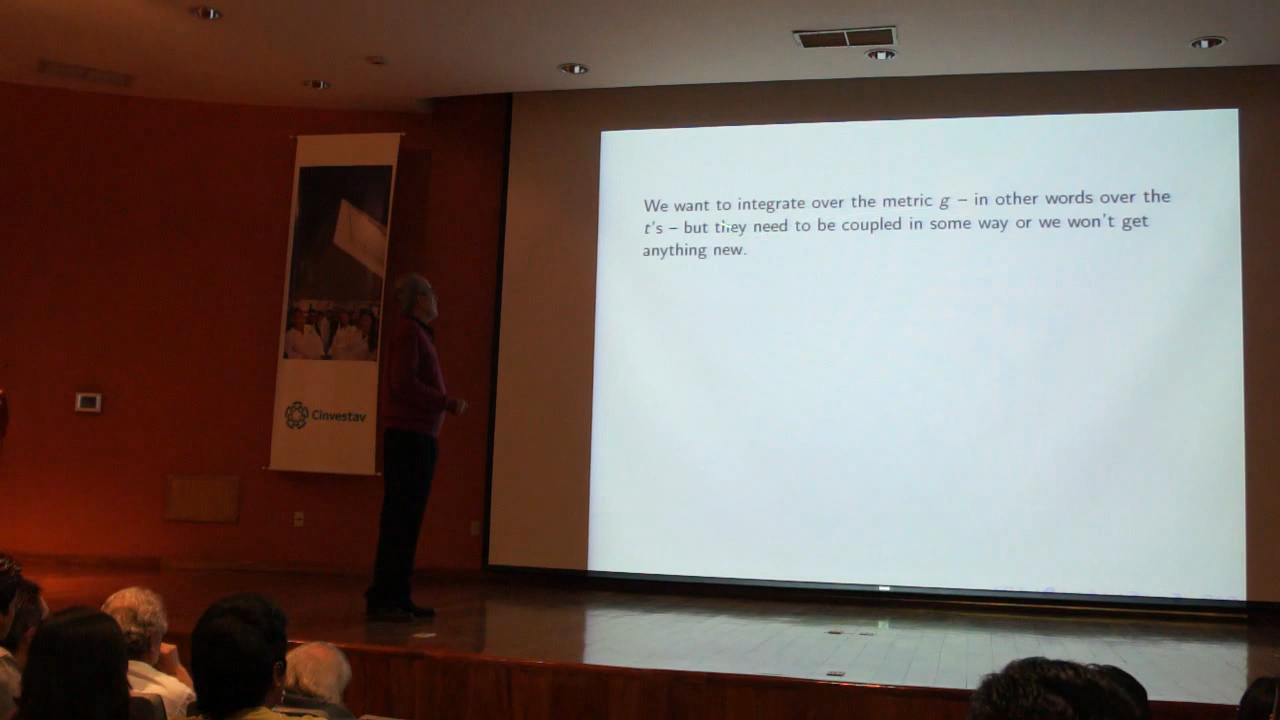 We want to integrate over the metric g – in other words over the
t's – but they need to be coupled in some way or we won't get
anything new.
Cinvestav